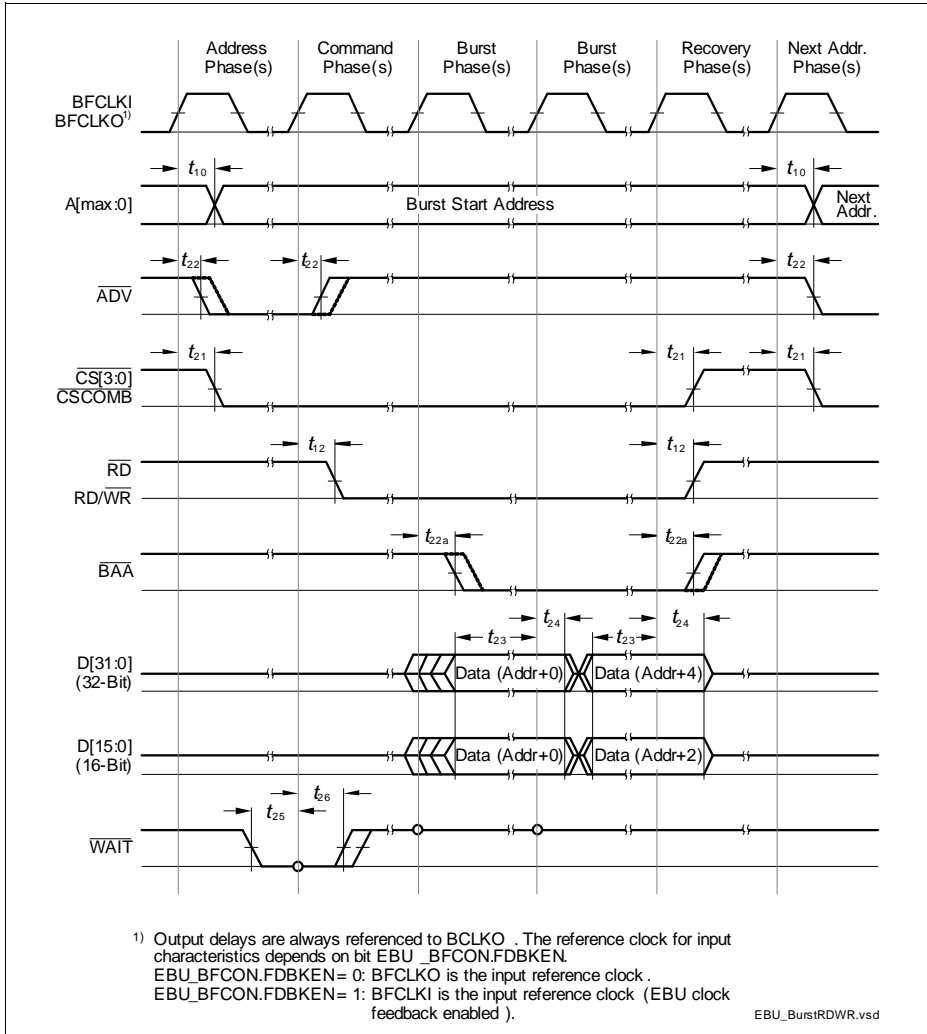 Address Phase(s)
Command Phase(s)
Burst Phase(s)
Burst Phase(s)
Recovery Phase(s)
Next Addr. Phase(s)
BFCLKI
BFCLKO1)
t10
t10
A[max:0]
Burst Start Address
Next Addr.
t22
t22
t22
ADV
t21
t21
t21
CS[3:0]
CSCOMB
t12
t12
RD
RD/WR
t22a
t22a
BAA
t24
t24
t23
t23
D[31:0]
(32-Bit)
Data (Addr+0)
Data (Addr+4)
D[15:0]
(16-Bit)
Data (Addr+0)
Data (Addr+2)
t26
t25
WAIT
1) Output delays are always referenced to BCLKO . The reference clock for input
characteristics depends on bit EBU _BFCON.FDBKEN.
EBU_BFCON.FDBKEN= 0: BFCLKO is the input reference clock .
EBU_BFCON.FDBKEN= 1: BFCLKI is the input reference clock (EBU clock
feedback enabled ).
EBU_BurstRDWR.vsd